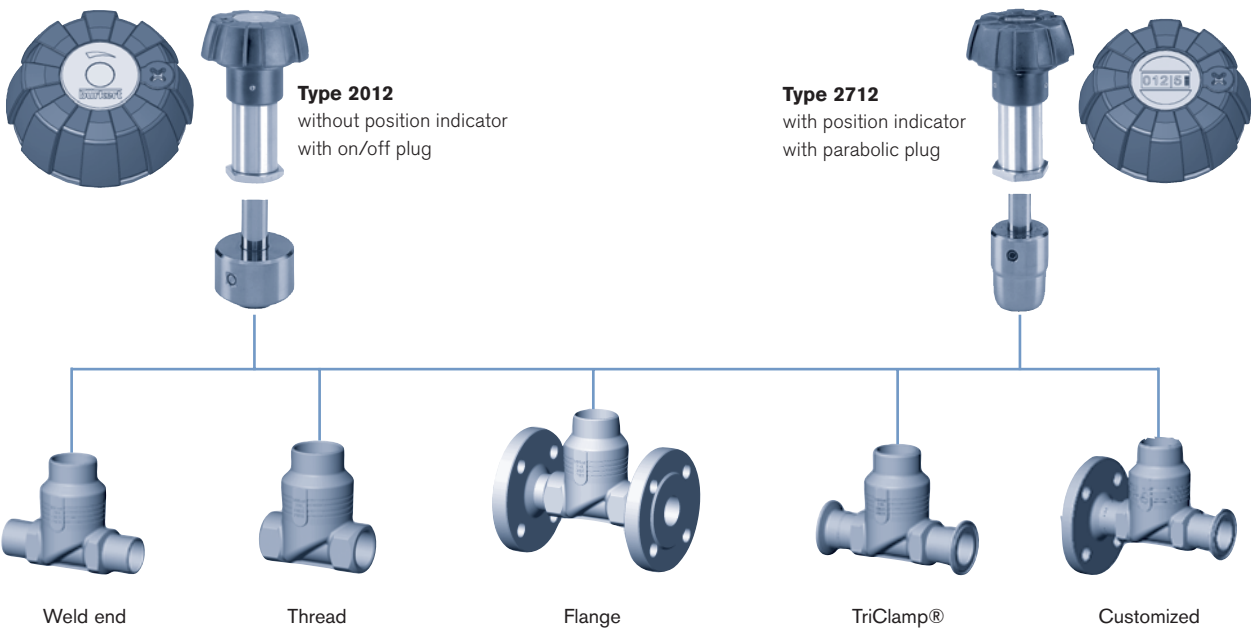 burkert
Type 2012
without position indicator
with on/off plug
Type 2712
with position indicator
with parabolic plug
012|5
Weld end
Thread
Flange
TriClamp®
Customized